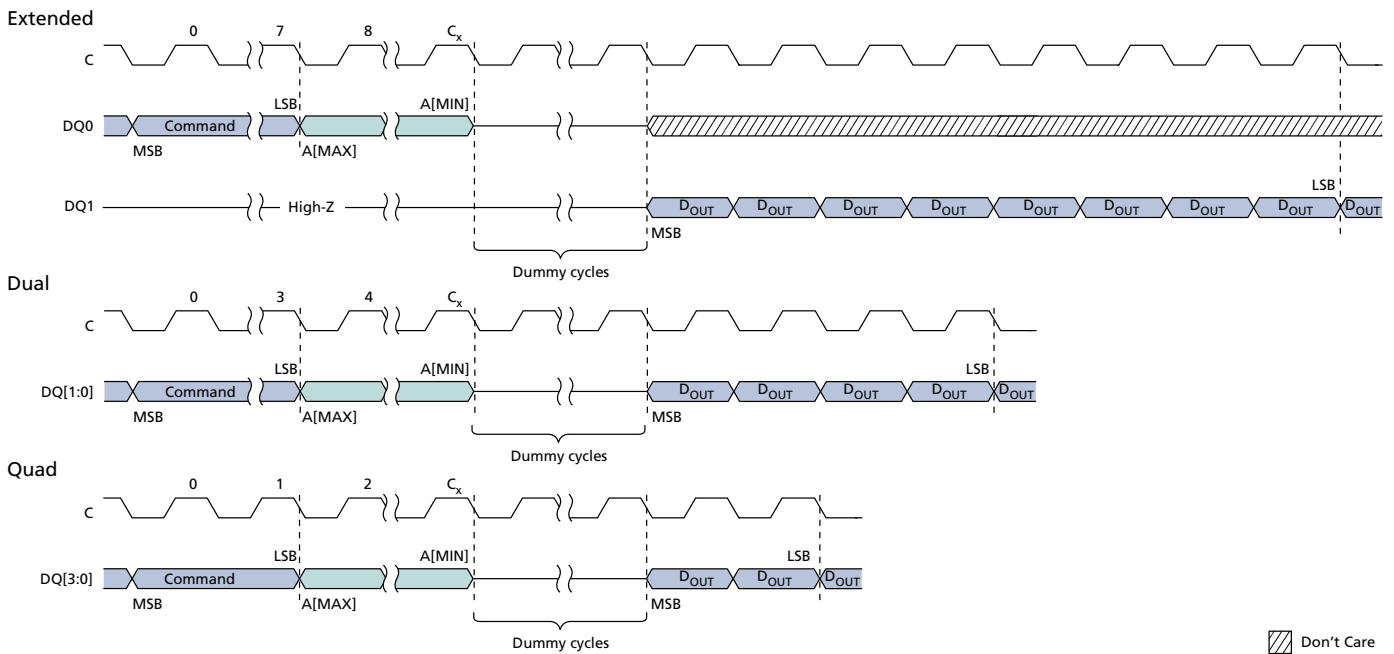 Extended
0 7 8 Cx
C
LSB A[MIN]
DQ0 Command
MSB A[MAX]
LSB
DQ1 High-Z DOUT DOUT DOUT DOUT DOUT DOUT DOUT DOUT DOUT
MSB
Dummy cycles
Dual
0 3 4 Cx
C
LSB A[MIN] LSB
DQ[1:0] Command DOUT DOUT DOUT DOUT DOUT
MSB A[MAX] MSB
Dummy cycles
Quad
0 1 2 Cx
C
LSB A[MIN] LSB
DQ[3:0] Command DOUT DOUT DOUT
MSB A[MAX] MSB
Dummy cycles
Don't Care